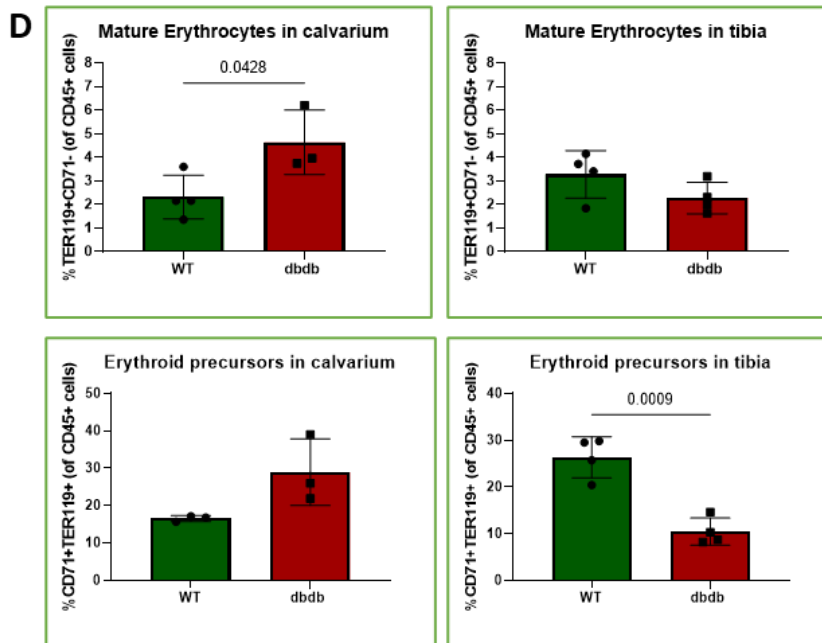 D
Mature Erythrocytes in calvarium
% TER119+CD71- (of CD45+ cells)
8
7
6
5
4
3
2
1
0
0.0428
WT
dbdb
Mature Erythrocytes in tibia
% TER119+CD71- (of CD45+ cells)
8
7
6
5
4
3
2
1
0
WT
dbdb
Erythroid precursors in calvarium
% CD71+TER119+ (of CD45+ cells)
50
40
30
20
10
0
WT
dbdb
Erythroid precursors in tibia
% CD71+TER119+ (of CD45+ cells)
40
30
20
10
0
0.0009
WT
dbdb